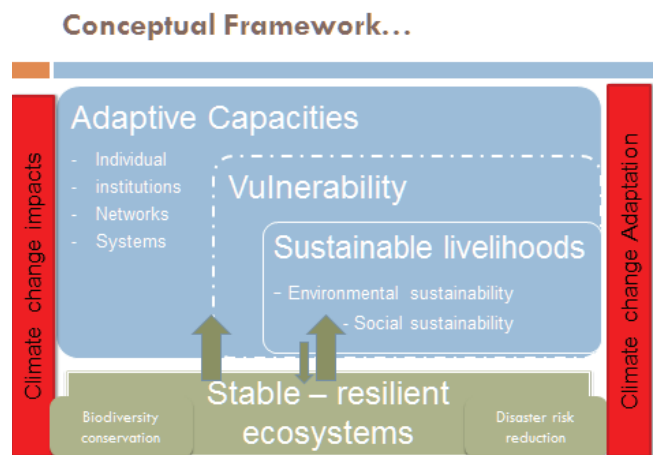 Conceptual Framework...
Climate change impacts
Adaptive Capacities
- Individual
- institutions
- Networks
- Systems
Vulnerability
Sustainable livelihoods
- Environmental sustainability
- Social sustainability
Climate change Adaptation
Stable – resilient
ecosystems
Biodiversity
conservation
Disaster risk
reduction